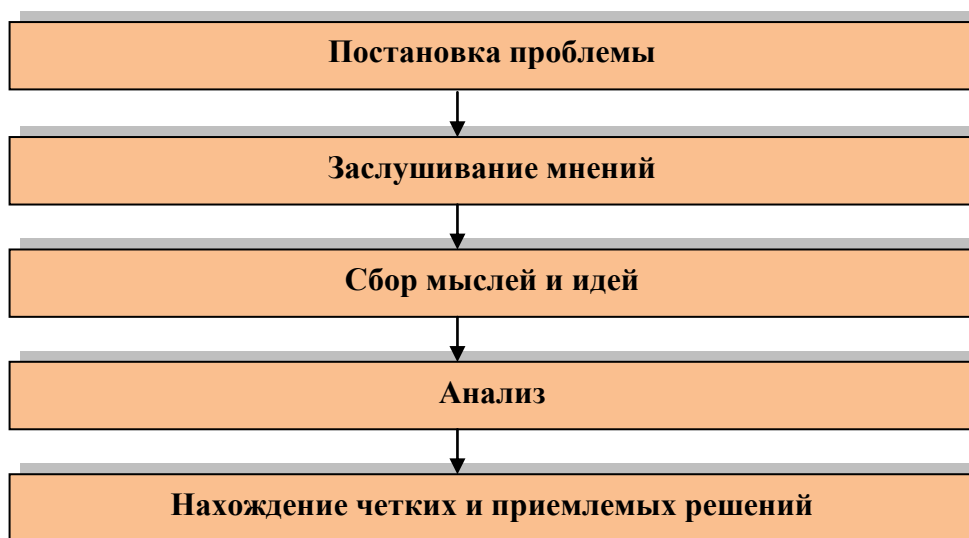 Постановка проблемы
Заслушивание мнений
Сбор мыслей и идей
Анализ
Нахождение четких и приемлемых решений